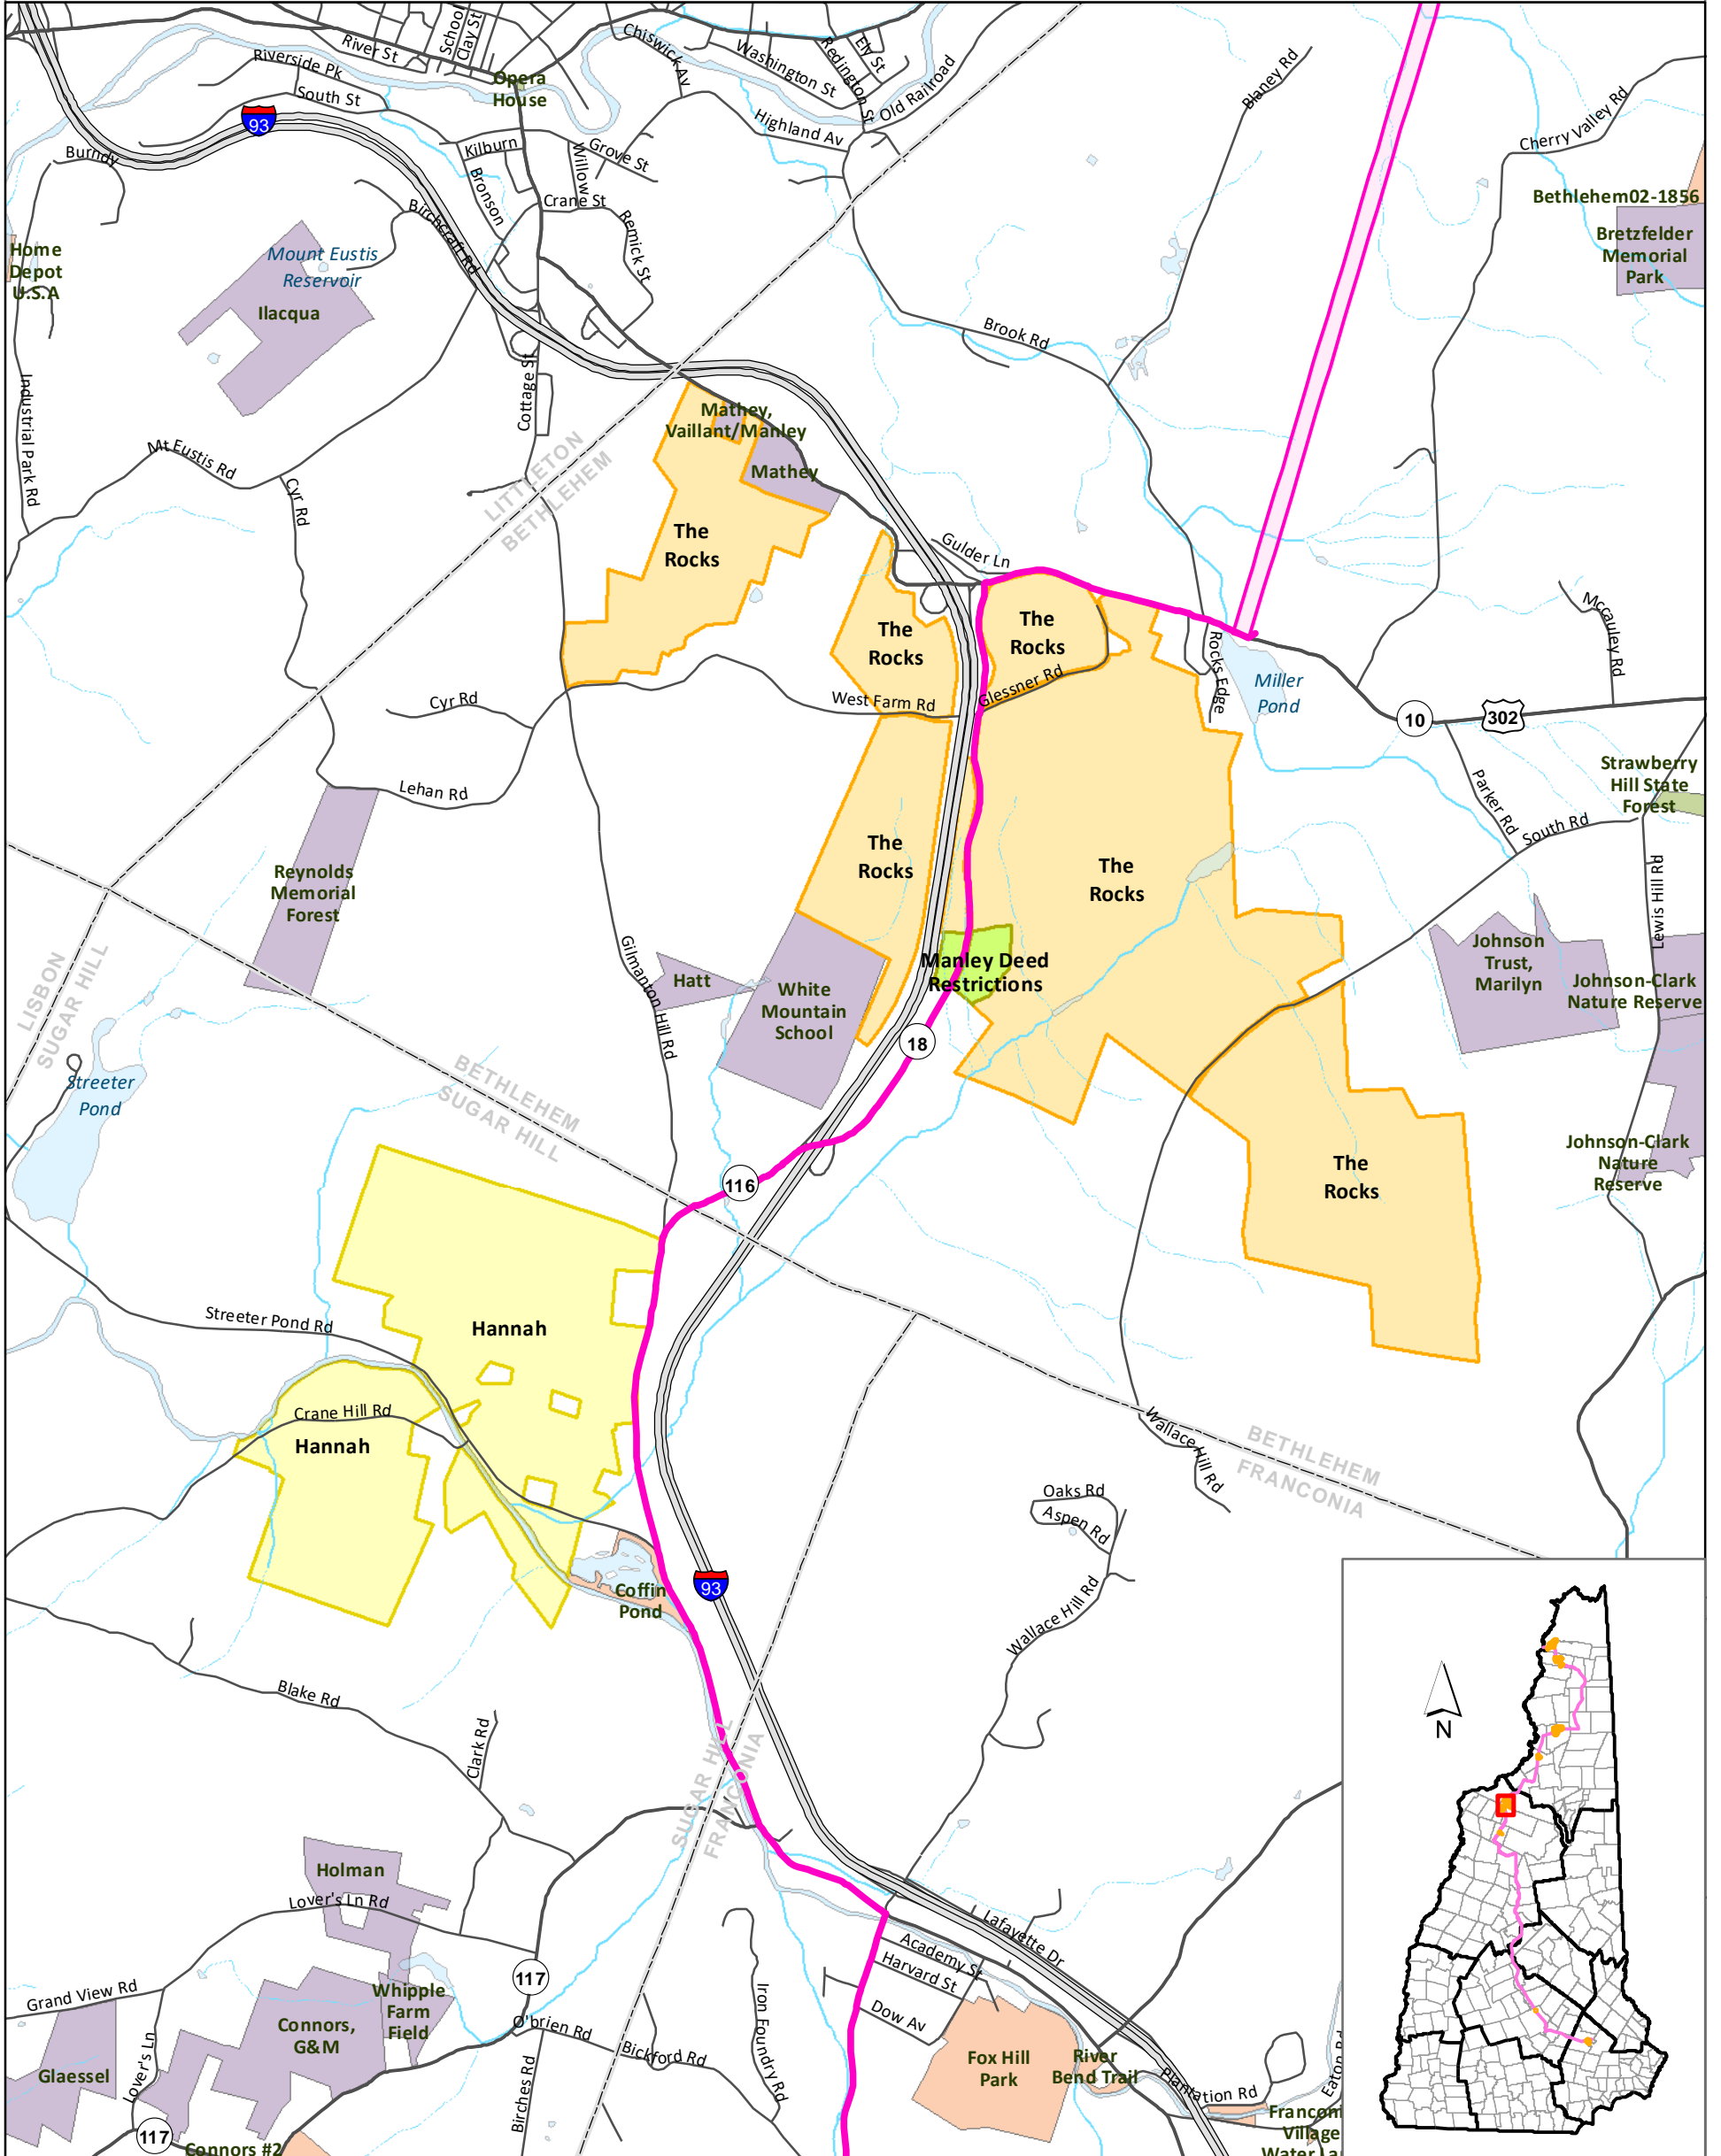 School
Clay St
River St
Riverside Pk
South St
Opera
House
Chiswick Av
Washington St
Redington St
Ely St
Old Railroad
Highland Av
Blaney Rd
Cherry Valley Rd
93
Burndy
Kilburn
Bronson
Willow St
Grove St
Crane St
Remick St
Birchcraft Rd
Bethlehem02-1856
Bretzfelder
Memorial
Park
Home
Depot
U.S.A
Mount Eustis
Reservoir
Ilacqua
Brook Rd
Industrial Park Rd
Cottage St
Mt Eustis Rd
Cyr Rd
LITTLETON
BETHLEHEM
Mathey,
Vaillant/Manley
Mathey
The
Rocks
Gulder Ln
The
Rocks
The
Rocks
Glessner Rd
Rocks Edge
Miller
Pond
Mccauley Rd
Cyr Rd
West Farm Rd
10
302
Lehan Rd
Strawberry
Hill State
Forest
Parker Rd
South Rd
Lewis Hill Rd
Reynolds
Memorial
Forest
The
Rocks
The
Rocks
LISBON
SUGAR HILL
Gilmanton Hill Rd
Hatt
White
Mountain
School
Manley Deed
Restrictions
Johnson
Trust,
Marilyn
Johnson-Clark
Nature Reserve
18
Streeter
Pond
BETHLEHEM
SUGAR HILL
Johnson-Clark
Nature
Reserve
The
Rocks
116
Streeter Pond Rd
Hannah
Crane Hill Rd
Hannah
Wallace Hill Rd
BETHLEHEM
FRANCONIA
Oaks Rd
Aspen Rd
Coffin
Pond
93
Wallace Hill Rd
Blake Rd
Clark Rd
SUGAR HILL
FRANCONIA
N
Holman
Lover's Ln Rd
Lafayette Dr
Academy St
Harvard St
Dow Av
Grand View Rd
117
Whipple
Farm
Field
Connors,
G&M
O'brien Rd
Bickford Rd
Iron Foundry Rd
Glaessel
Lover's Ln
Birches Rd
Fox Hill
Park
River
Bend Trail
Plantation Rd
Eaton Rd
117
Connors #2
Village